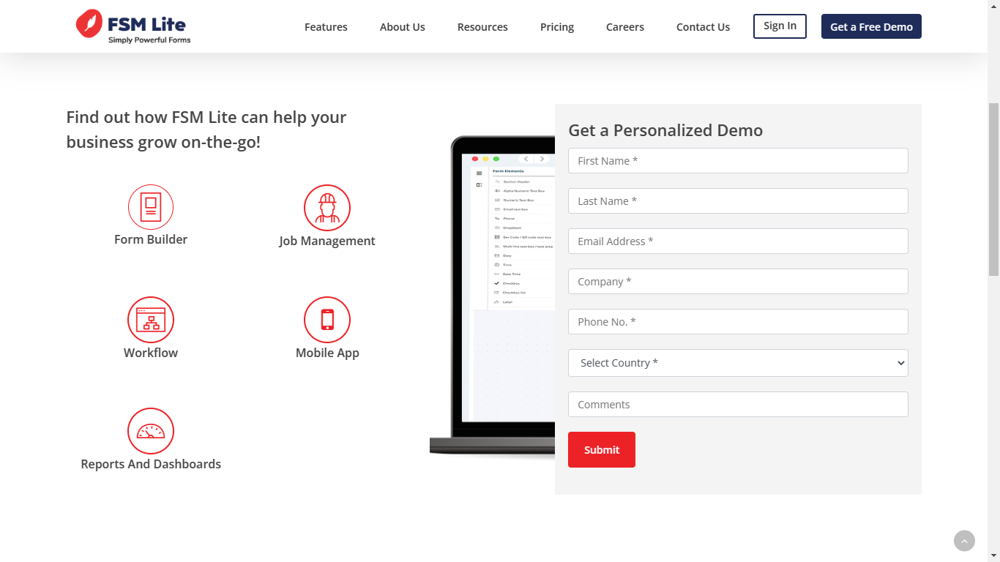 FSM Lite
Simply Powerful Forms
Features
About Us
Resources
Pricing
Careers
Contact Us
Sign In
Get a Free Demo
Find out how FSM Lite can help your
business grow on-the-go!
Form Builder
Job Management
Workflow
Mobile App
Reports And Dashboards
Form Elements
Section Header
Alpha Numeric Text Box
Numeric Text Box
Email text box
Phone
Dropdown
Bar Code / QR code text box
Multi line text box / text area
Date
Time
Date Time
Checkbox
Checkbox list
Label
Get a Personalized Demo
First Name *
Last Name *
Email Address *
Company *
Phone No. *
Select Country *
Comments
Submit